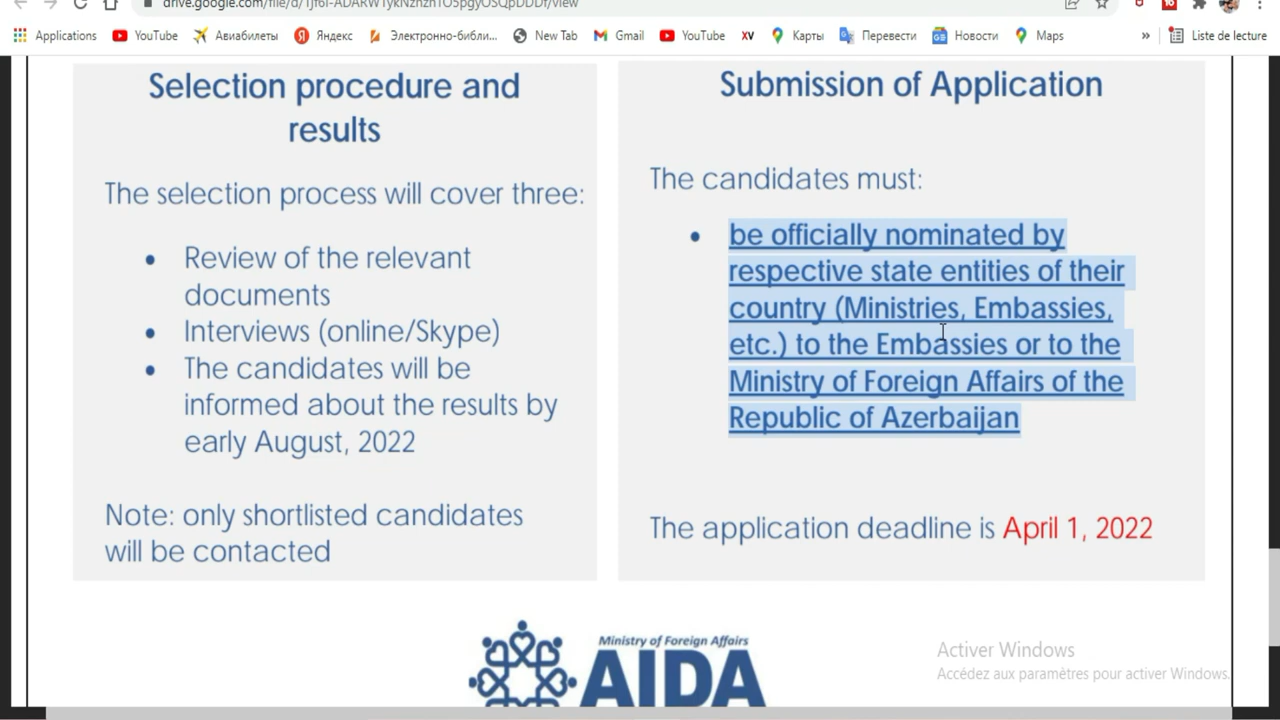 drive.google.com/file/d/
Applications YouTube Авиабилеты Яндекс Электронно-библи... New Tab Gmail YouTube XV Карты Перевести Новости Maps » Liste de lecture
Selection procedure and
results
The selection process will cover three:
• Review of the relevant
documents
• Interviews (online/Skype)
• The candidates will be
informed about the results by
early August, 2022
Note: only shortlisted candidates
will be contacted
Submission of Application
The candidates must:
• be officially nominated by
respective state entities of their
country (Ministries, Embassies,
etc.) to the Embassies or to the
Ministry of Foreign Affairs of the
Republic of Azerbaijan
The application deadline is April 1, 2022
Ministry of Foreign Affairs
AIDA
Activer Windows
Accédez aux paramètres pour activer Windows.